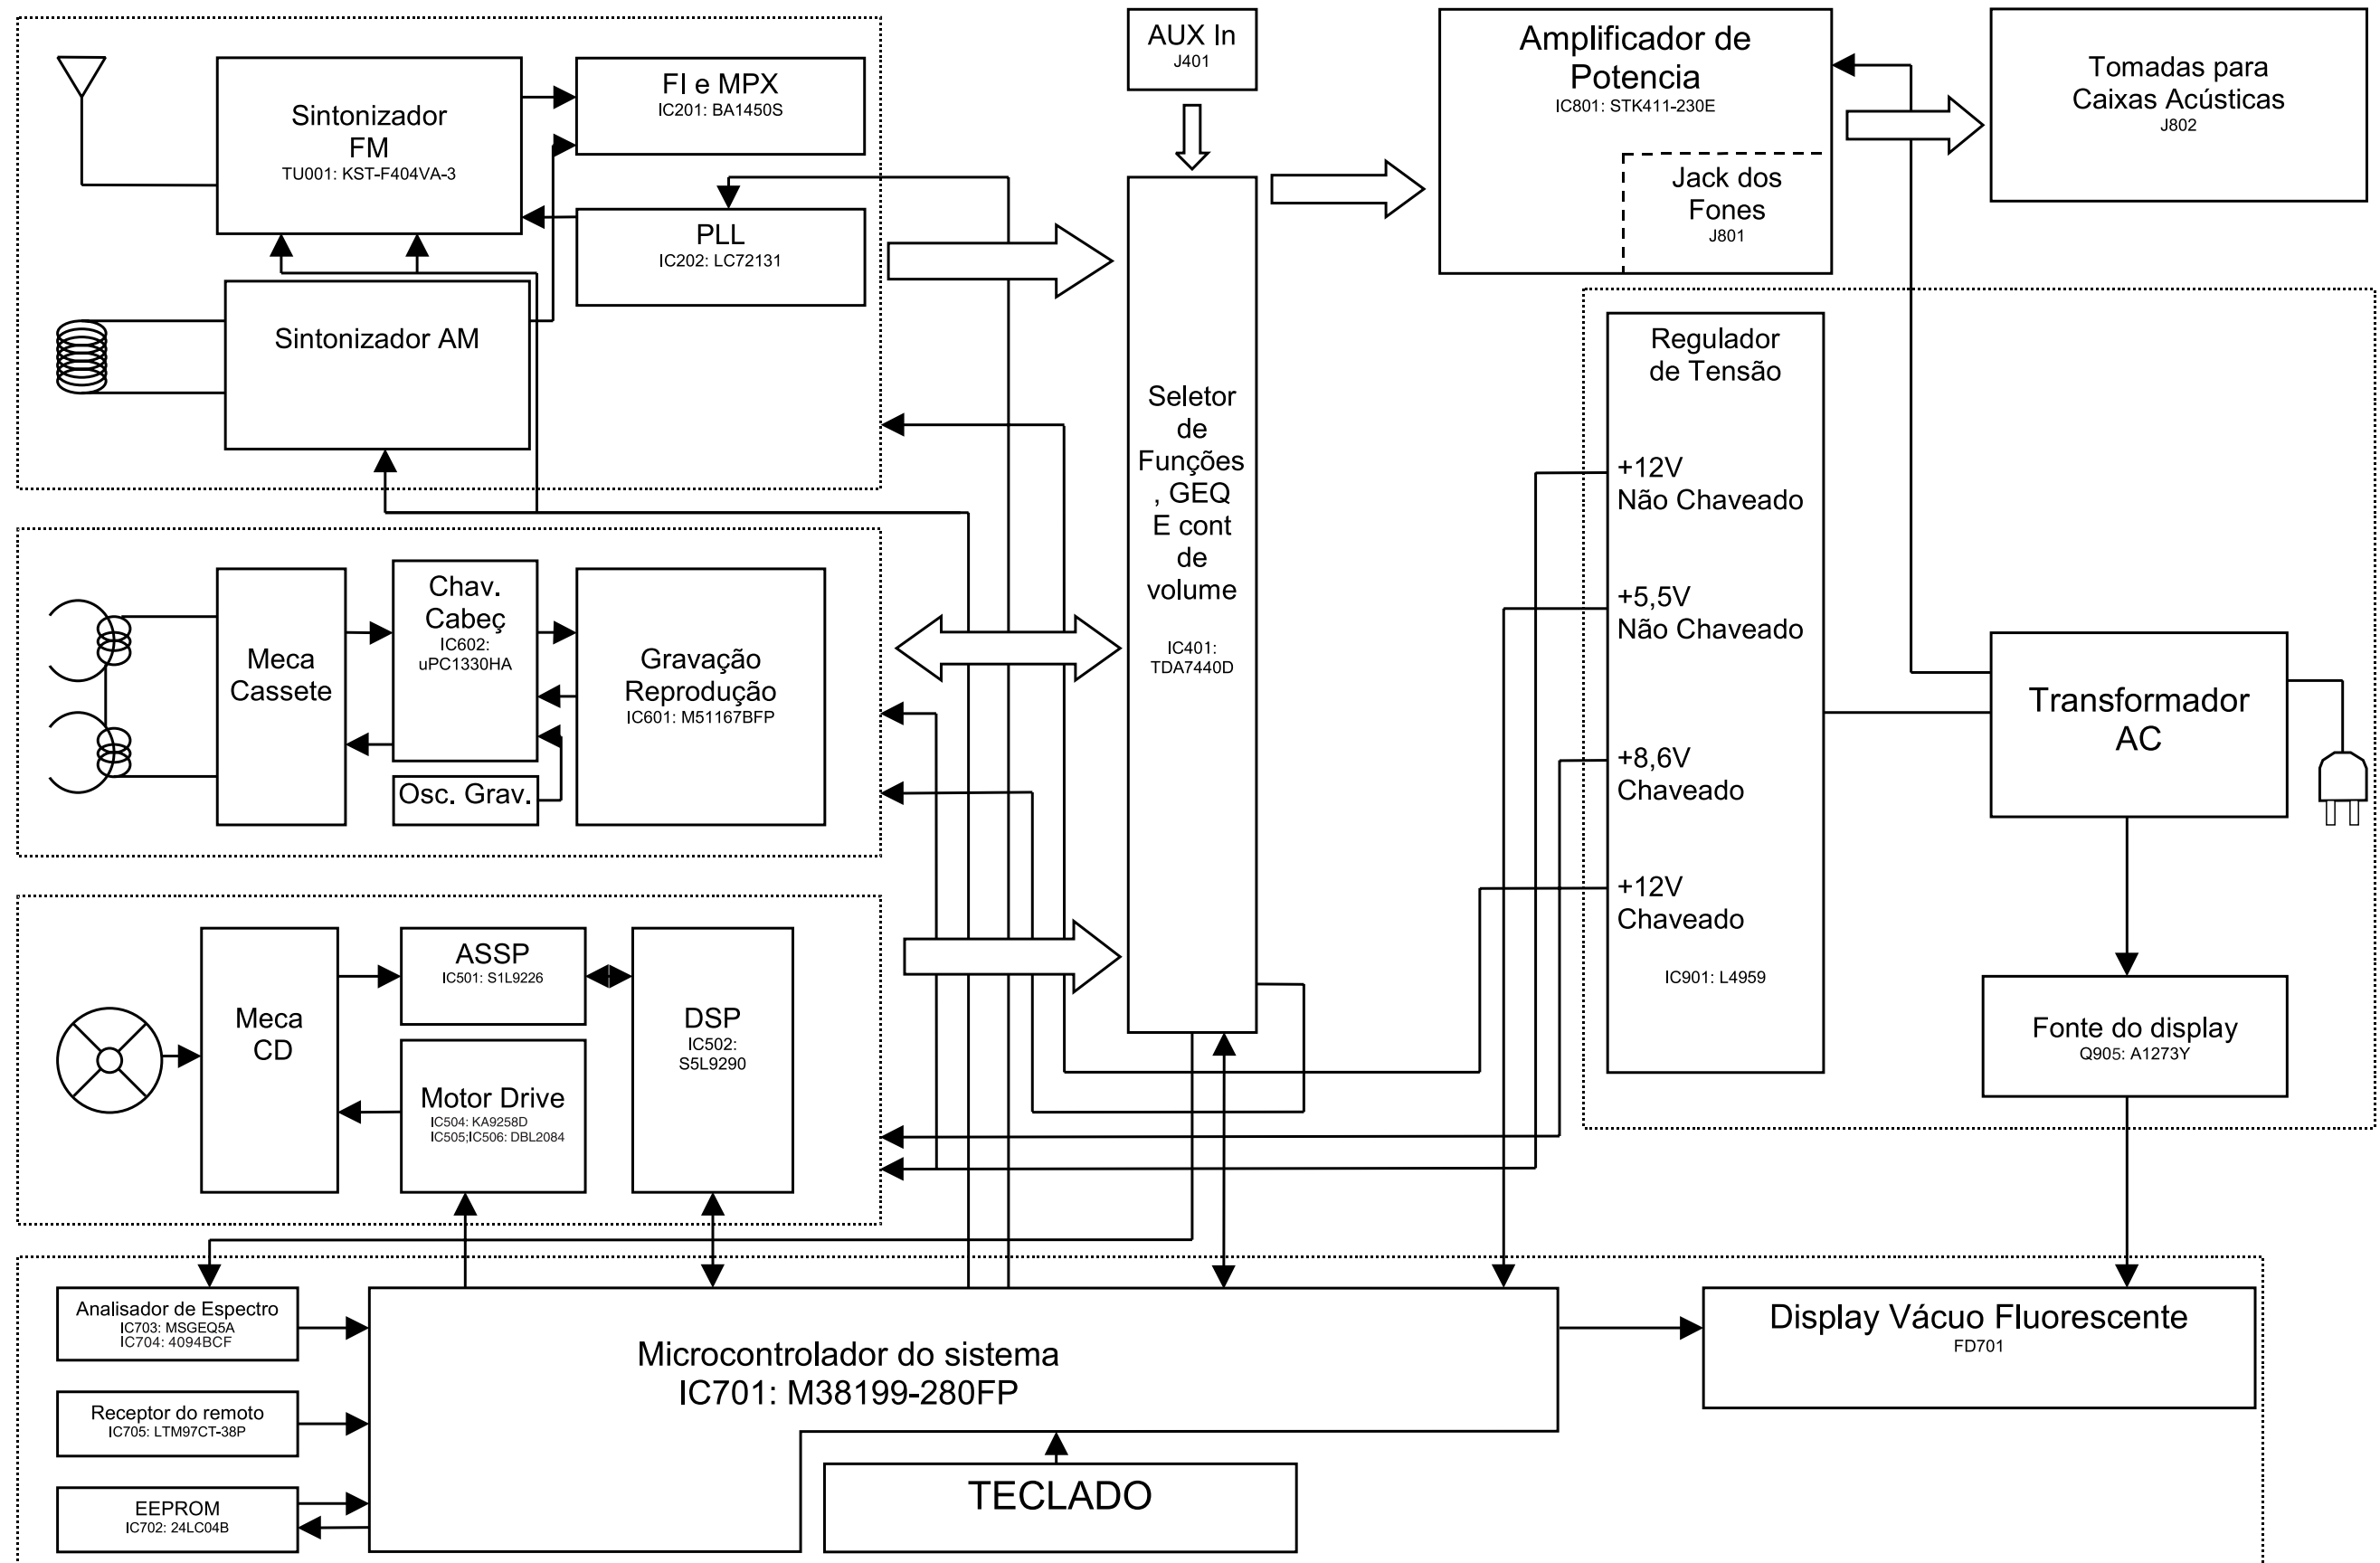 AUX In
J401
Amplificador de
Potencia
IC801: STK411-230E
Jack dos
Fones
J801
Tomadas para
Caixas Acústicas
J802
Sintonizador
FM
TU001: KST-F404VA-3
FI e MPX
IC201: BA1450S
PLL
IC202: LC72131
Sintonizador AM
Seletor
de
Funções
, GEQ
E cont
de
volume
IC401:
TDA7440D
Regulador
de Tensão
+12V
Não Chaveado
+5,5V
Não Chaveado
+8,6V
Chaveado
+12V
Chaveado
IC901: L4959
Transformador
AC
Fonte do display
Q905: A1273Y
Meca
Cassete
Chav.
Cabeç
IC602:
uPC1330HA
Osc. Grav.
Gravação
Reprodução
IC601: M51167BFP
Meca
CD
ASSP
IC501: S1L9226
Motor Drive
IC504: KA9258D
IC505;IC506: DBL2084
DSP
IC502:
S5L9290
Analisador de Espectro
IC703: MSGEQ5A
IC704: 4094BCF
Receptor do remoto
IC705: LTM97CT-38P
EEPROM
IC702: 24LC04B
Microcontrolador do sistema
IC701: M38199-280FP
TECLADO
Display Vácuo Fluorescente
FD701